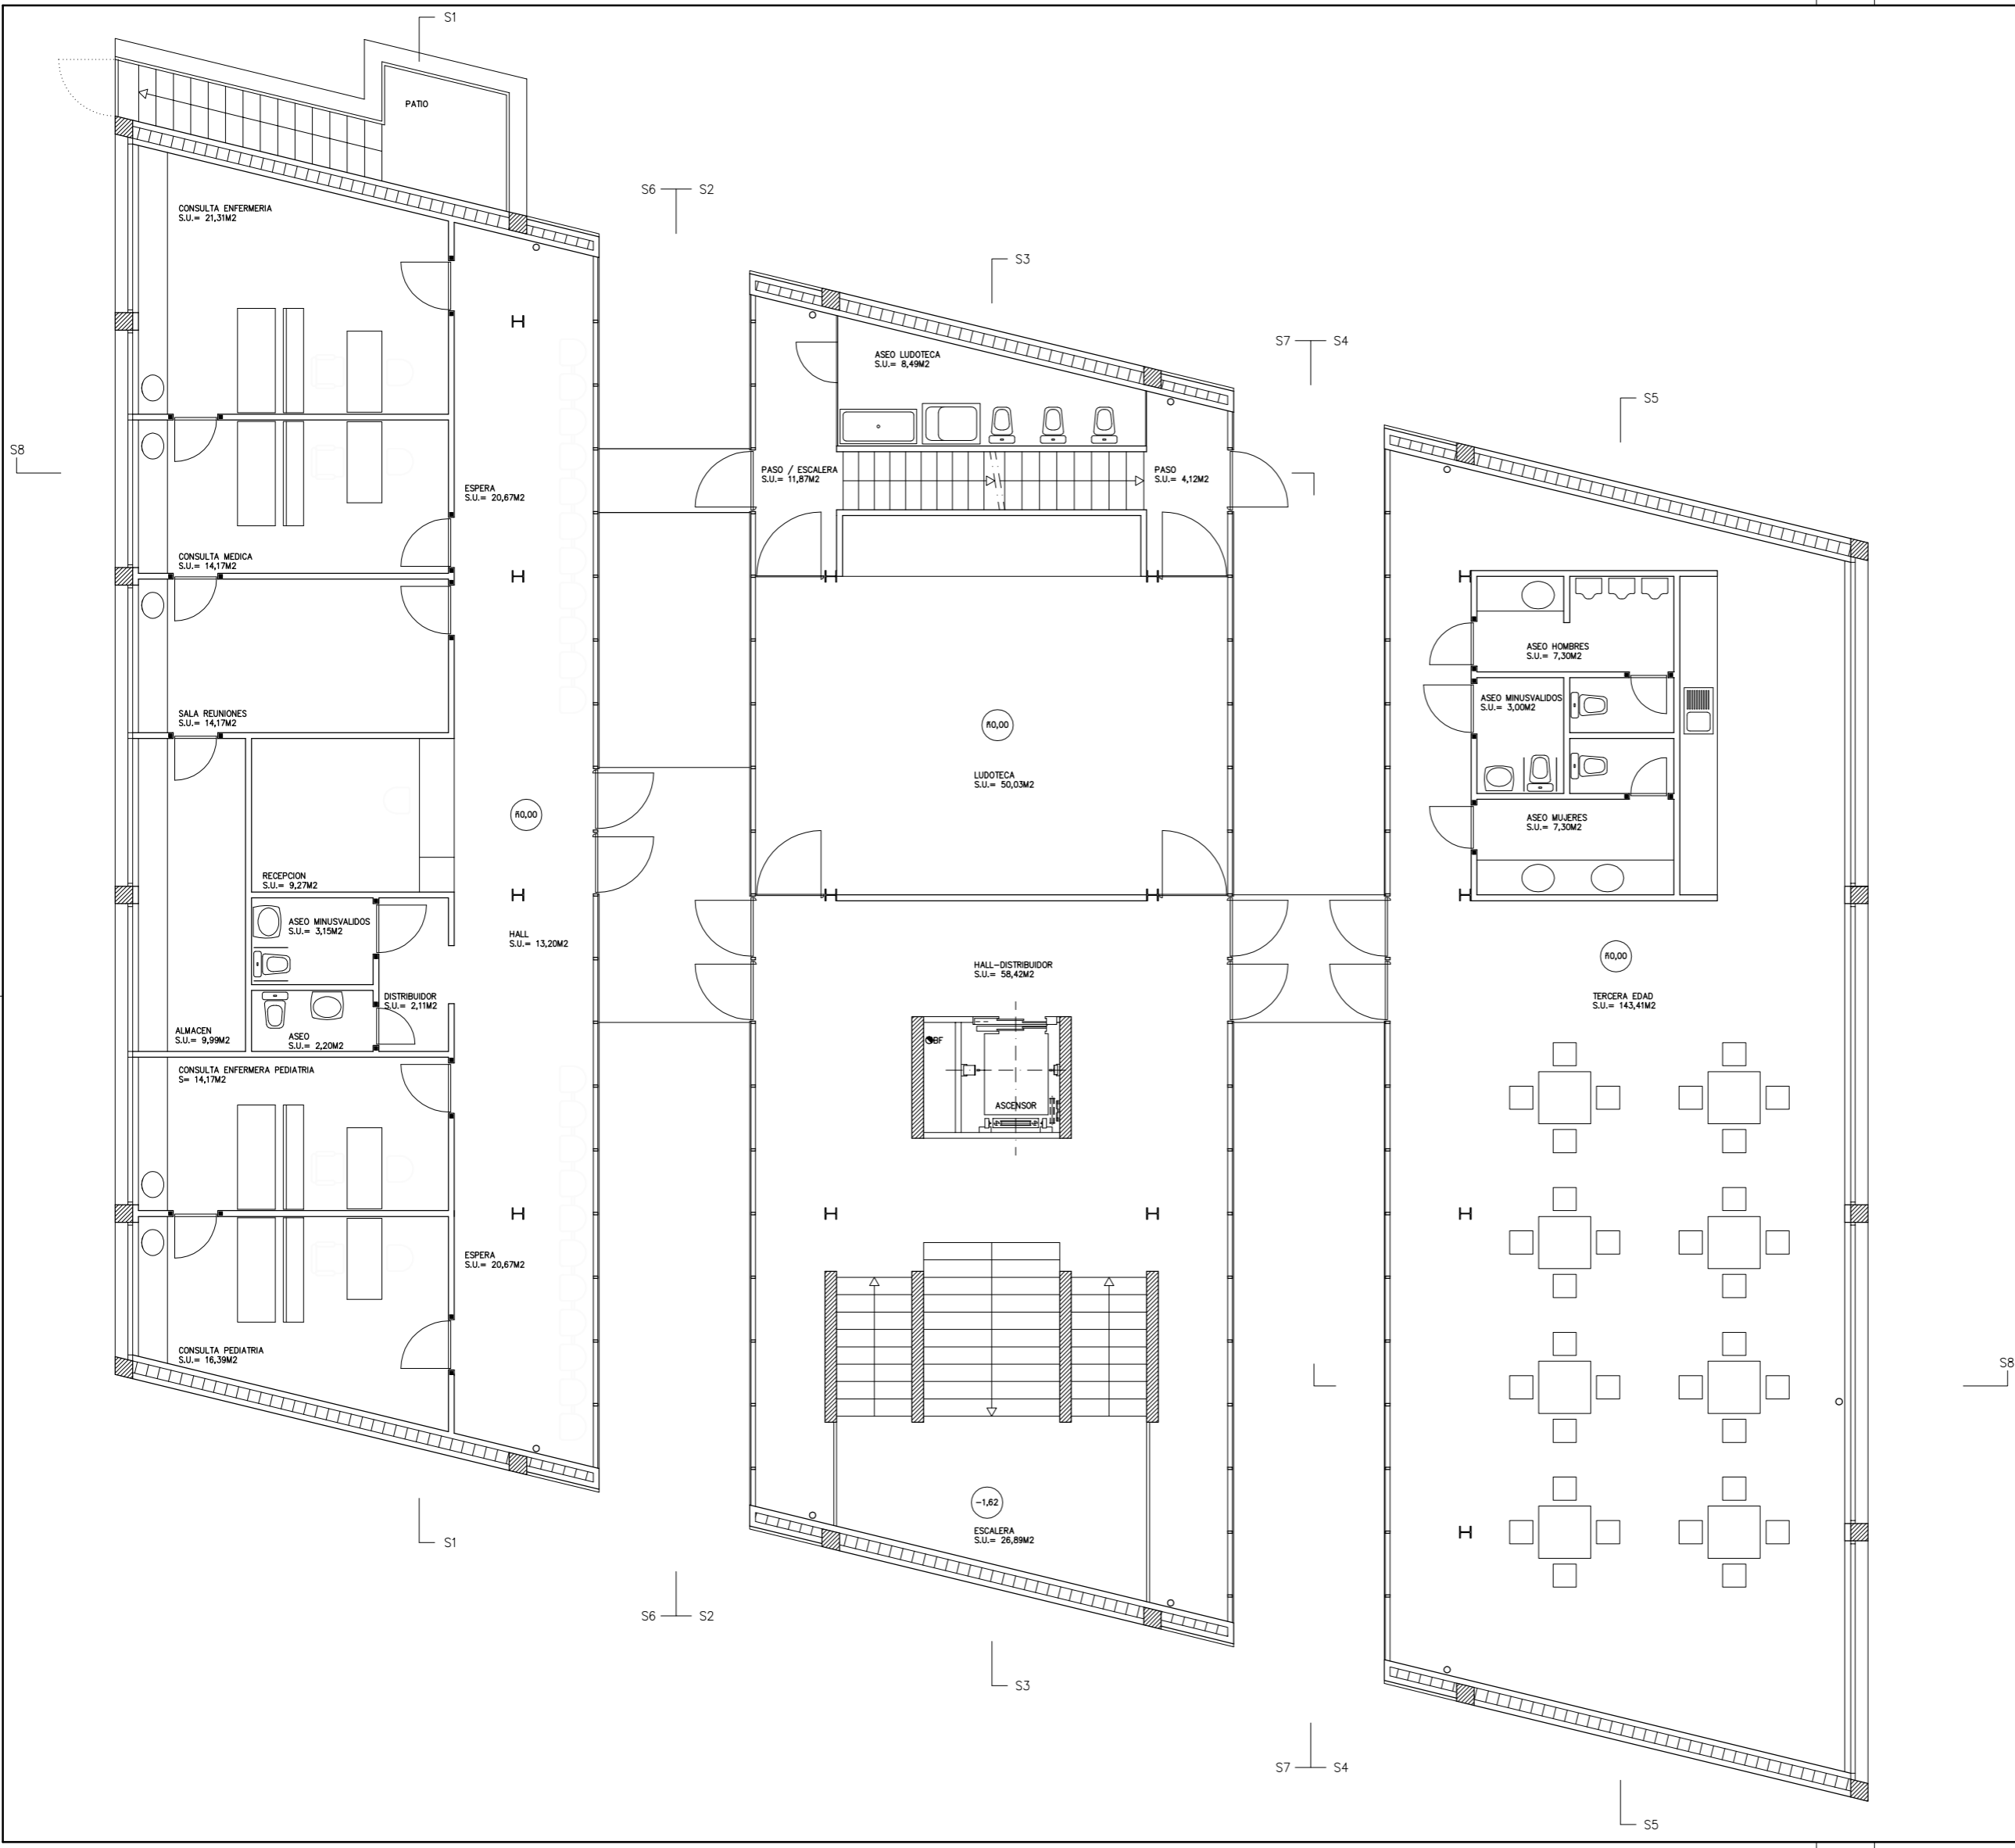 S1
PATIO
S6
S2
CONSULTA ENFERMERIA
S.U.= 21,31M2
S3
S7
S4
ASEO LUDOTECA
S.U.= 8,49M2
S5
S8
PASO / ESCALERA
S.U.= 11,87M2
PASO
S.U.= 4,12M2
ESPERA
S.U.= 20,67M2
CONSULTA MEDICA
S.U.= 14,17M2
ASEO HOMBRES
S.U.= 7,30M2
ASEO MINUSVALIDOS
S.U.= 3,00M2
SALA REUNIONES
S.U.= 14,17M2
ñ0,00
LUDOTECA
S.U.= 50,03M2
ñ0,00
ASEO MUJERES
S.U.= 7,30M2
RECEPCION
S.U.= 9,27M2
ASEO MINUSVALIDOS
S.U.= 3,15M2
HALL
S.U.= 13,20M2
ñ0,00
HALL-DISTRIBUIDOR
S.U.= 58,42M2
TERCERA EDAD
S.U.= 143,41M2
DISTRIBUIDOR
S.U.= 2,11M2
ALMACEN
S.U.= 9,99M2
ASEO
S.U.= 2,20M2
BF
CONSULTA ENFERMERA PEDIATRIA
S= 14,17M2
ASCENSOR
ESPERA
S.U.= 20,67M2
CONSULTA PEDIATRIA
S.U.= 16,39M2
S8
-1,62
ESCALERA
S.U.= 26,89M2
S1
S6
S2
S3
S7
S4
S5